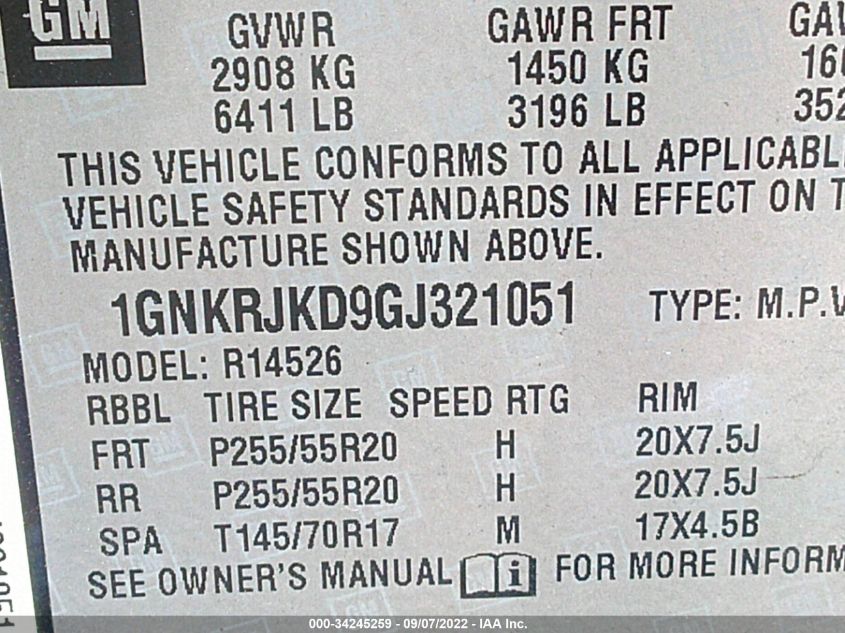 GM
GVWR GAWR FRT
2908 KG 1450 KG
6411 LB 3196 LB
THIS VEHICLE CONFORMS TO ALL APPLICABL
VEHICLE SAFETY STANDARDS IN EFFECT ON T
MANUFACTURE SHOWN ABOVE.
1GNKRJKD9GJ321051 TYPE: M.P.V
MODEL: R14526
RBBL TIRE SIZE SPEED RTG RIM
FRT P255/55R20 H 20X7.5J
RR P255/55R20 H 20X7.5J
SPA T145/70R17 M 17X4.5B
SEE OWNER'S MANUAL FOR MORE INFORM
000-34245259 - 09/07/2022 - IAA Inc.